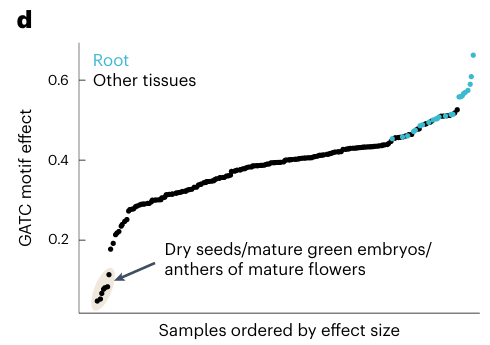 d
Root
Other tissues
0.6
0.4
0.2
GATC motif effect
Dry seeds/mature green embryos/
anthers of mature flowers
Samples ordered by effect size